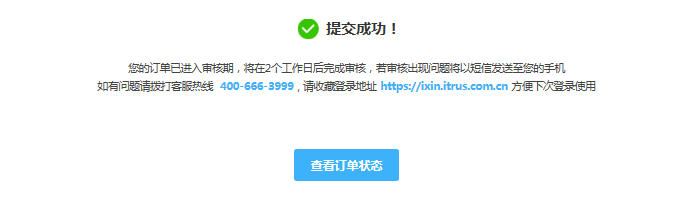 提交成功！
您的订单已进入审核期，将在2个工作日后完成审核，若审核出现问题将以短信发送至您的手机
如有问题请拨打客服热线 400-666-3999，请收藏登录地址 https://ixin.itrus.com.cn 方便下次登录使用
查看订单状态